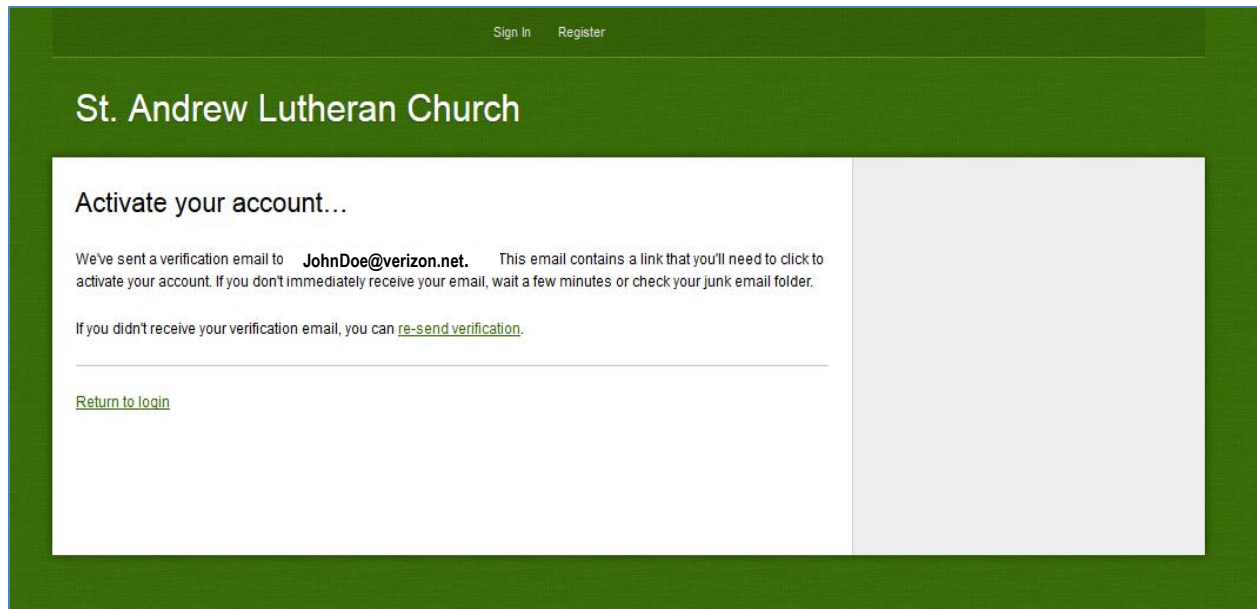 Sign In Register
St. Andrew Lutheran Church
Activate your account...
We've sent a verification email to JohnDoe@verizon.net. This email contains a link that you'll need to click to
activate your account. If you don't immediately receive your email, wait a few minutes or check your junk email folder.
If you didn't receive your verification email, you can re-send verification.
Return to login